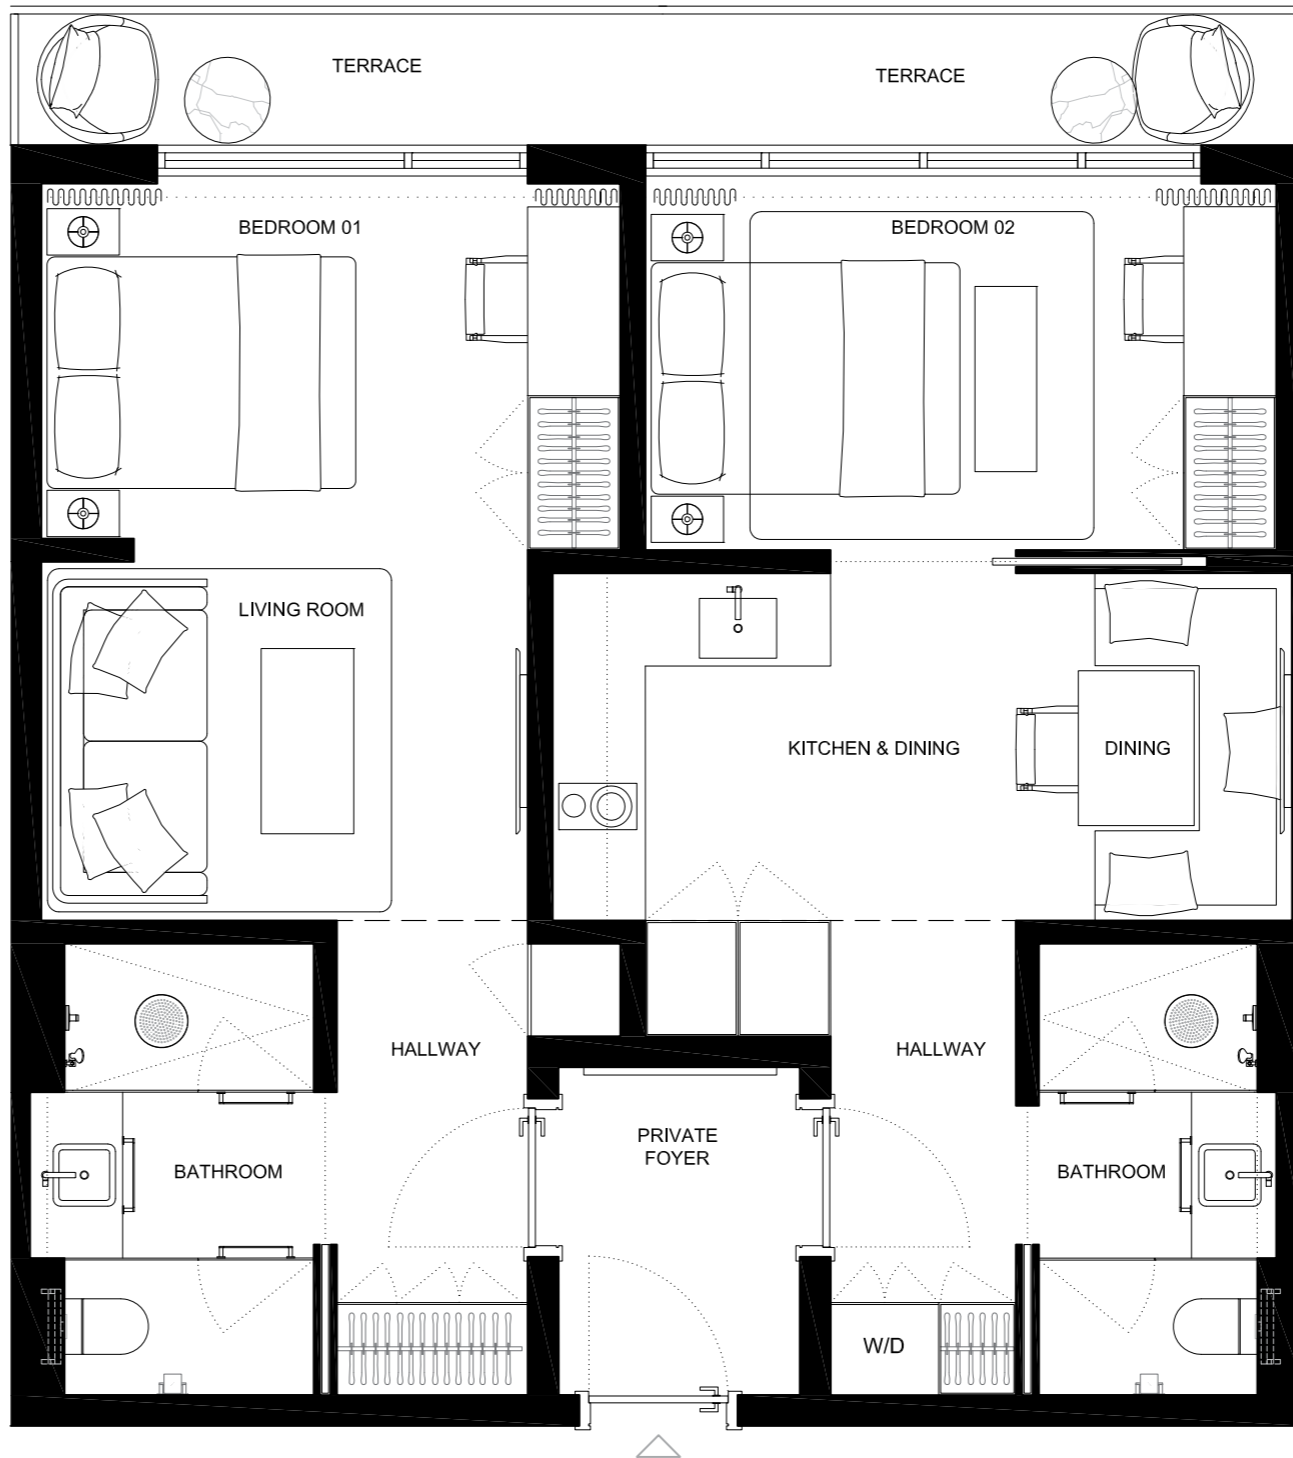 TERRACE
TERRACE
BEDROOM 01
BEDROOM 02
LIVING ROOM
KITCHEN & DINING
DINING
HALLWAY
HALLWAY
PRIVATE
FOYER
BATHROOM
BATHROOM
W/D